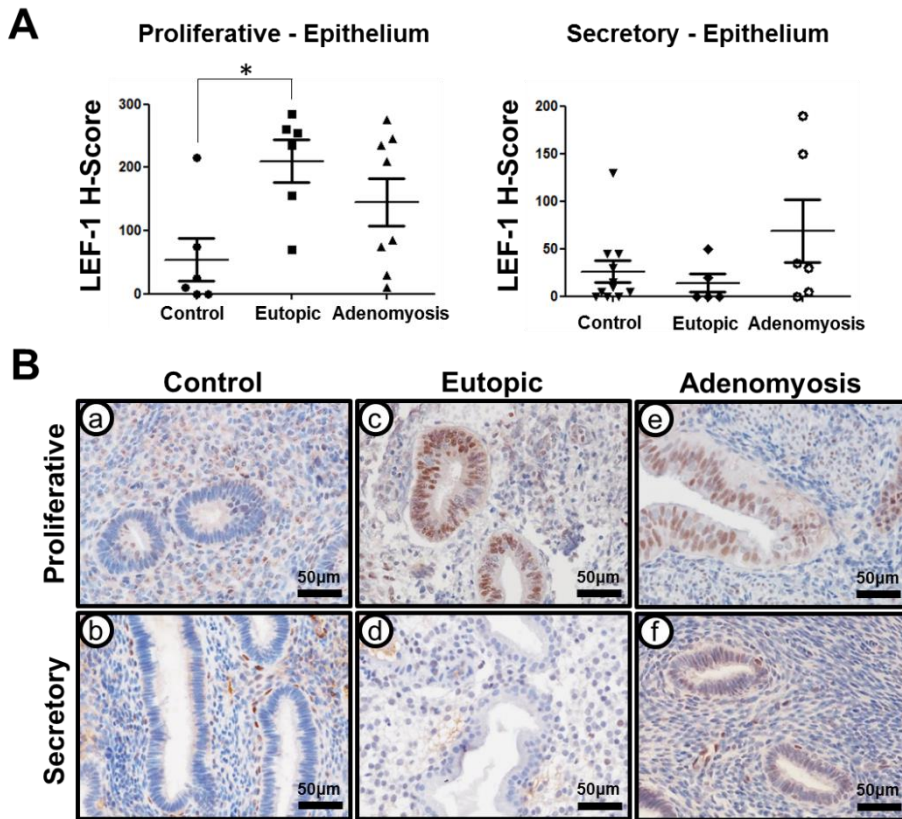 A
Proliferative - Epithelium
*
LEF-1 H-Score
300
200
100
0
Control Eutopic Adenomyosis
Secretory - Epithelium
LEF-1 H-Score
200
150
100
50
0
Control Eutopic Adenomyosis
B
Control Eutopic Adenomyosis
Proliferative
a c e
50µm 50µm 50µm
Secretory
b d f
50µm 50µm 50µm